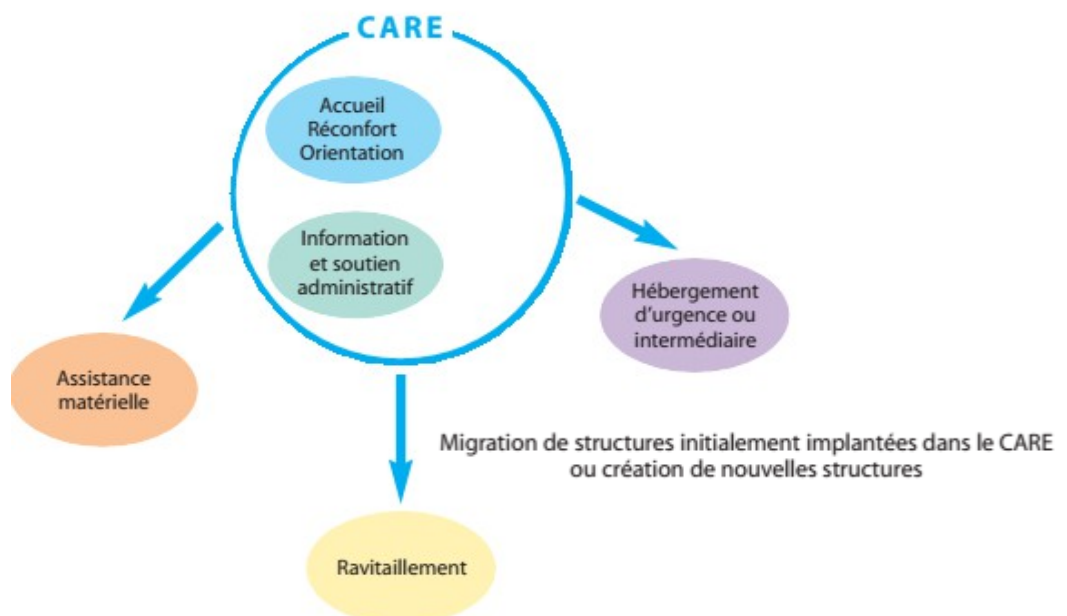 CARE
Accueil
Réconfort
Orientation
Information
et soutien
administratif
Hébergement
d’urgence ou
intermédiaire
Assistance
matérielle
Migration de structures initialement implantées dans le CARE
ou création de nouvelles structures
Ravitaillement